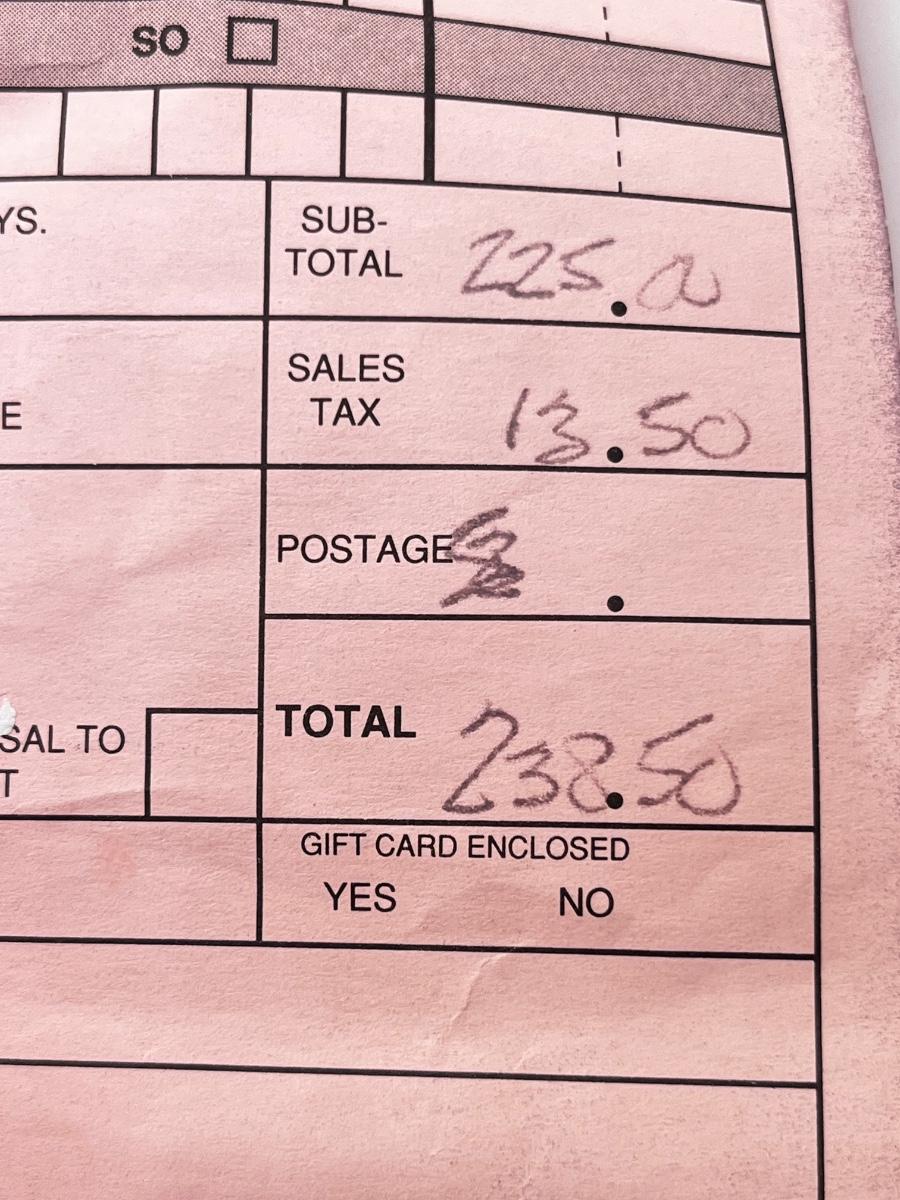 SO
YS.
SUB-
TOTAL 225.00
E
SALES
TAX 13.50
POSTAGE .
SAL TO
T
TOTAL 238.50
GIFT CARD ENCLOSED
YES NO